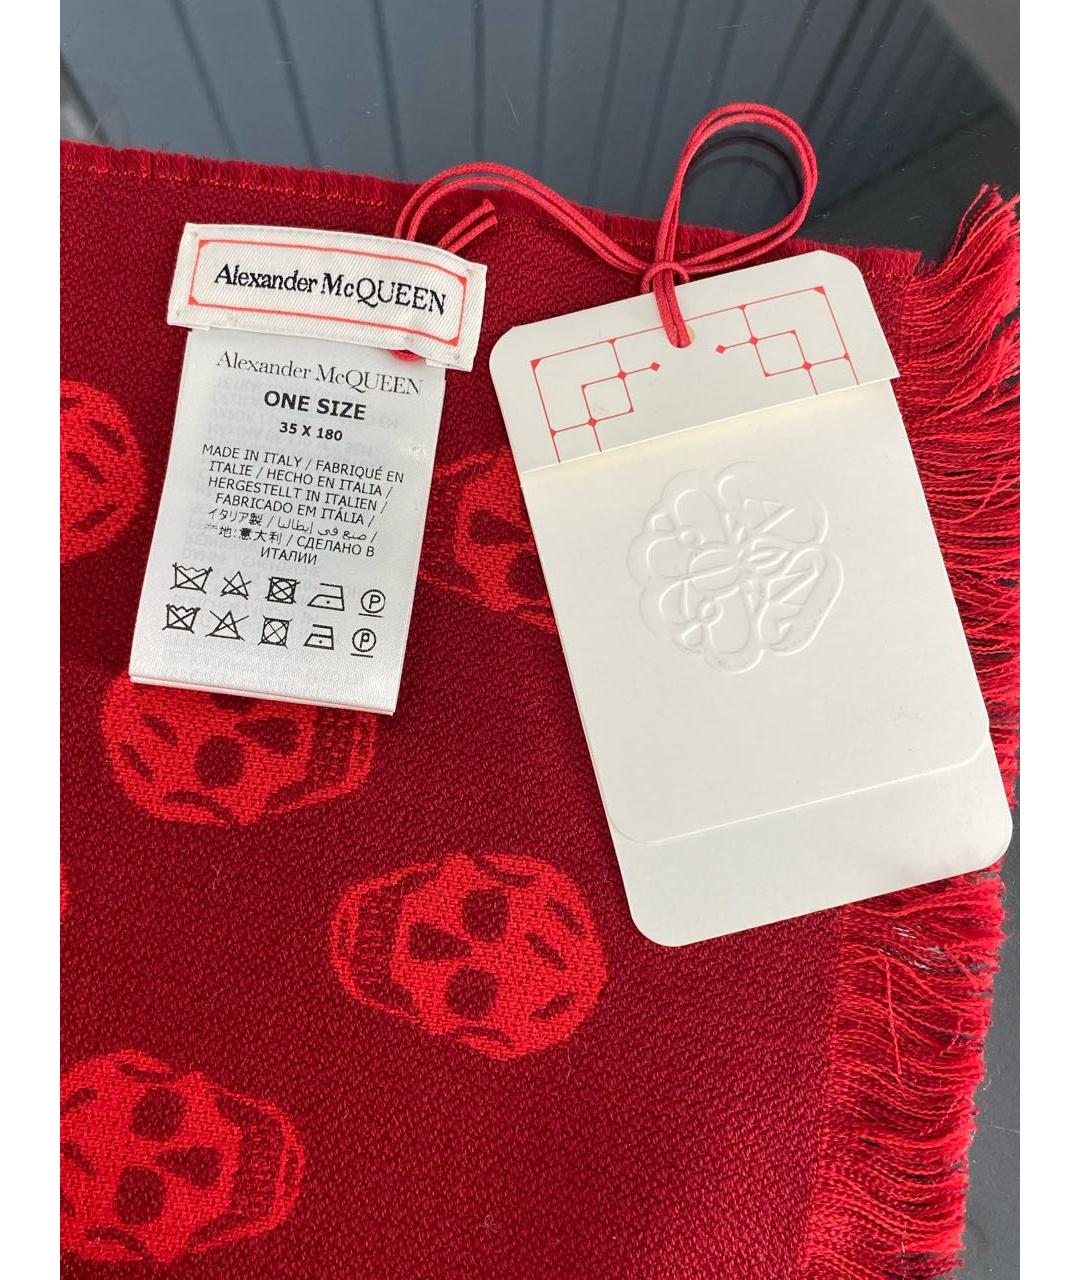 Alexander McQUEEN
Alexander McQUEEN
ONE SIZE
35 X 180
MADE IN ITALY / FABRIQUÉ EN
ITALIE / HECHO EN ITALIA /
HERGESTELLT IN ITALIEN /
FABRICADO EM ITÁLIA /
イタリア製 / صنع في إيطاليا /
地:意大利 / СДЕЛАНО В
ИТАЛИИ
P
P